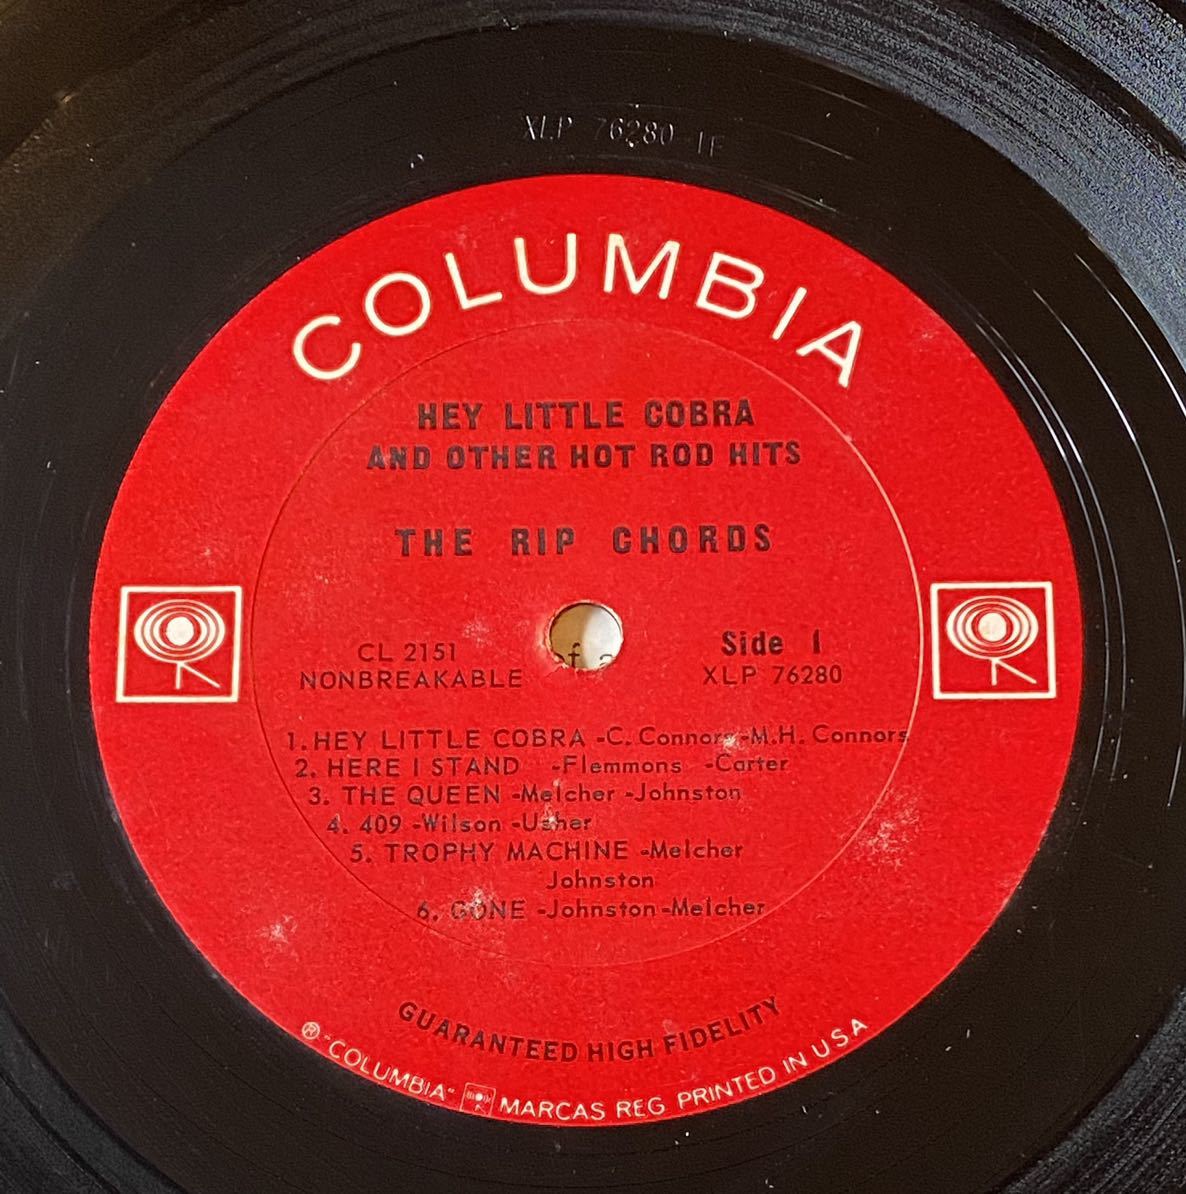 XLP 76280-1F
COLUMBIA
HEY LITTLE COBRA
AND OTHER HOT ROD HITS
THE RIP CHORDS
CL 2151
NONBREAKABLE
Side 1
XLP 76280
of a
1. HEY LITTLE COBRA -C. Connors-M.H. Connors
2. HERE I STAND -Flemmons -Carter
3. THE QUEEN -Melcher -Johnston
4. 409 -Wilson -Usher
5. TROPHY MACHINE -Melcher
Johnston
6. GONE -Johnston-Melcher
GUARANTEED HIGH FIDELITY
® "COLUMBIA" MARCAS REG PRINTED IN U S A